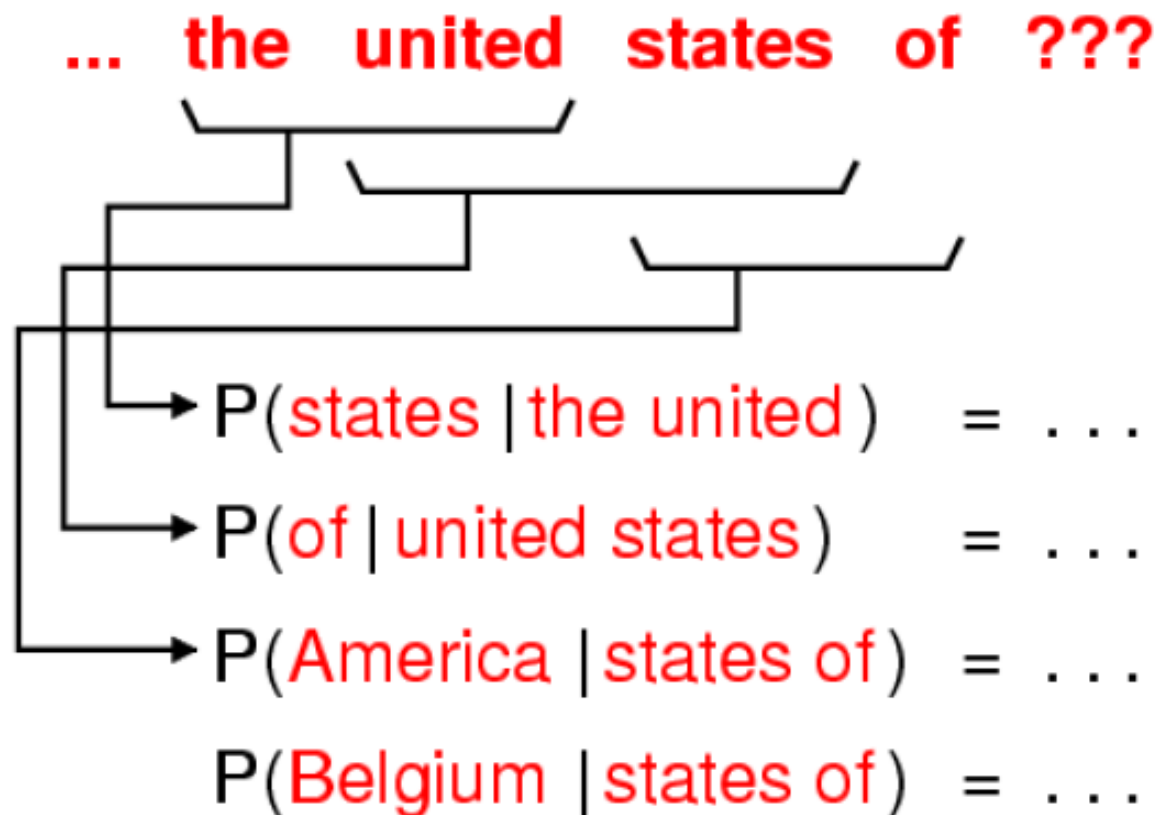 ... the united states of ???
P(states | the united) = ...
P(of | united states) = ...
P(America | states of) = ...
P(Belgium | states of) = ...